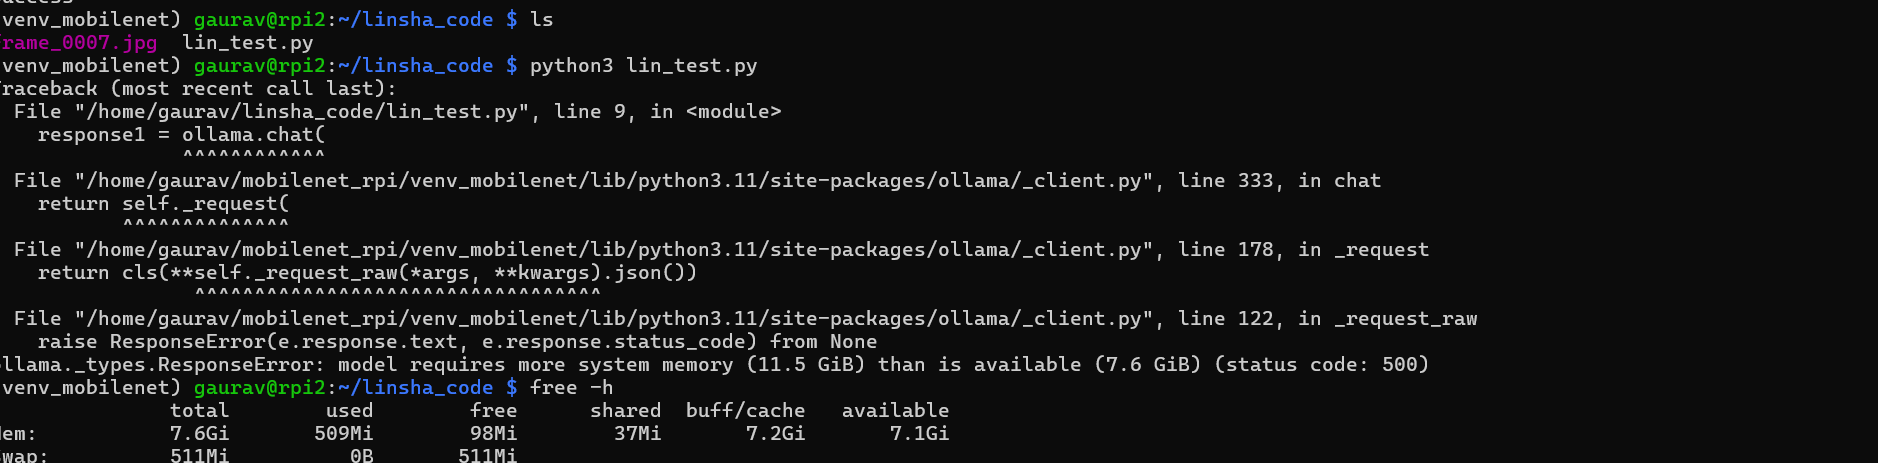 venv_mobilenet) gaurav@rpi2:~/linsha_code $ ls
rame_0007.jpg  lin_test.py
venv_mobilenet) gaurav@rpi2:~/linsha_code $ python3 lin_test.py
raceback (most recent call last):
  File "/home/gaurav/linsha_code/lin_test.py", line 9, in <module>
    response1 = ollama.chat(
                ^^^^^^^^^^^^
  File "/home/gaurav/mobilenet_rpi/venv_mobilenet/lib/python3.11/site-packages/ollama/_client.py", line 333, in chat
    return self._request(
           ^^^^^^^^^^^^^^
  File "/home/gaurav/mobilenet_rpi/venv_mobilenet/lib/python3.11/site-packages/ollama/_client.py", line 178, in _request
    return cls(**self._request_raw(*args, **kwargs).json())
                 ^^^^^^^^^^^^^^^^^^^^^^^^^^^^^^^^^^
  File "/home/gaurav/mobilenet_rpi/venv_mobilenet/lib/python3.11/site-packages/ollama/_client.py", line 122, in _request_raw
    raise ResponseError(e.response.text, e.response.status_code) from None
ollama._types.ResponseError: model requires more system memory (11.5 GiB) than is available (7.6 GiB) (status code: 500)
venv_mobilenet) gaurav@rpi2:~/linsha_code $ free -h
              total        used        free      shared  buff/cache   available
Mem:           7.6Gi       509Mi        98Mi        37Mi       7.2Gi       7.1Gi
wap:           511Mi          0B       511Mi